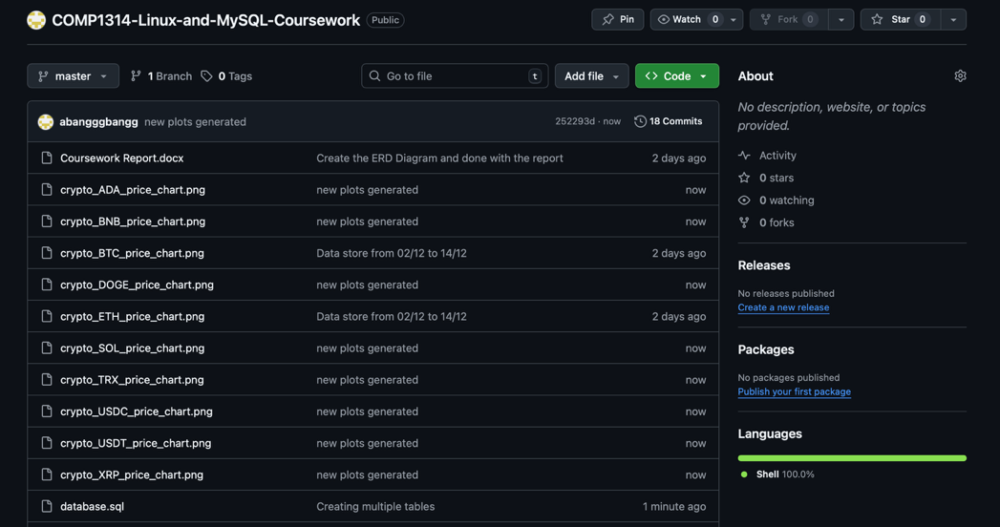 COMP1314-Linux-and-MySQL-Coursework Public
Pin Watch 0 Fork 0 Star 0
master 1 Branch 0 Tags Go to file t Add file Code
abangggbangg new plots generated 252293d · now 18 Commits
Coursework Report.docx Create the ERD Diagram and done with the report 2 days ago
crypto_ADA_price_chart.png new plots generated now
crypto_BNB_price_chart.png new plots generated now
crypto_BTC_price_chart.png Data store from 02/12 to 14/12 2 days ago
crypto_DOGE_price_chart.png new plots generated now
crypto_ETH_price_chart.png Data store from 02/12 to 14/12 2 days ago
crypto_SOL_price_chart.png new plots generated now
crypto_TRX_price_chart.png new plots generated now
crypto_USDC_price_chart.png new plots generated now
crypto_USDT_price_chart.png new plots generated now
crypto_XRP_price_chart.png new plots generated now
database.sql Creating multiple tables 1 minute ago
About
No description, website, or topics
provided.
Activity
0 stars
0 watching
0 forks
Releases
No releases published
Create a new release
Packages
No packages published
Publish your first package
Languages
Shell 100.0%